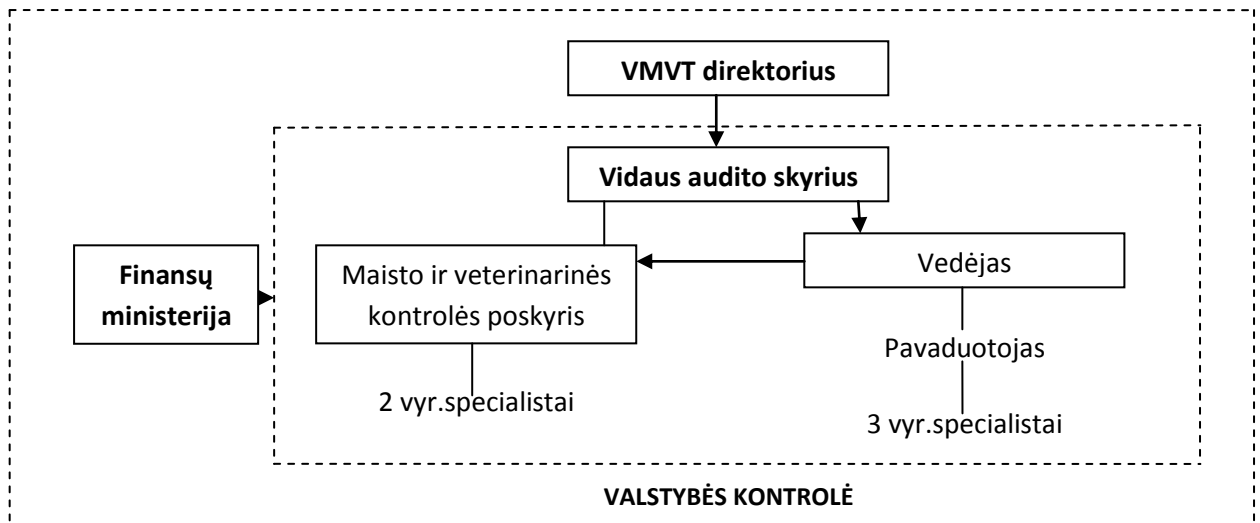 VMVT direktorius
Vidaus audito skyrius
Finansų
ministerija
Maisto ir veterinarinės
kontrolės poskyris
Vedėjas
Pavaduotojas
2 vyr.specialistai
3 vyr.specialistai
VALSTYBĖS KONTROLĖ